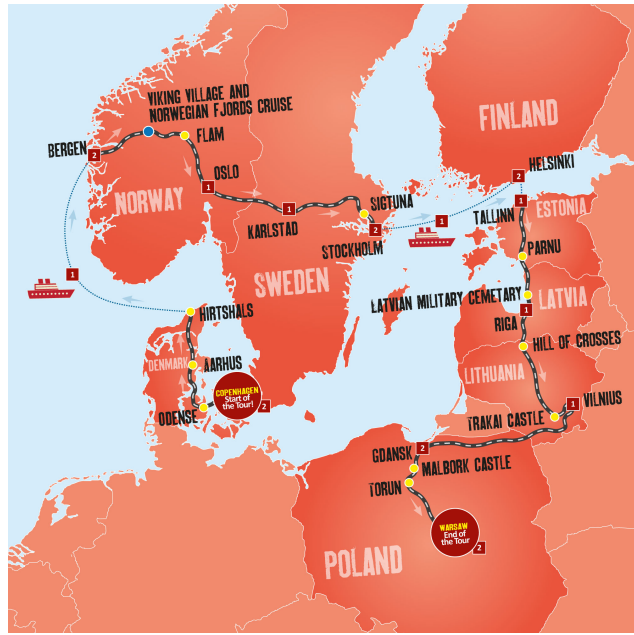 VIKING VILLAGE AND
NORWEGIAN FJORDS CRUISE
FINLAND
FLAM
BERGEN
2
HELSINKI
2
OSLO
1
NORWAY
SIGTUNA
1
KARLSTAD
2
STOCKHOLM
1
TALLINN
1
ESTONIA
PARNU
1
SWEDEN
LATVIAN MILITARY CEMETARY
LATVIA
HIRTSHALS
RIGA
1
HILL OF CROSSES
DENMARK
AARHUS
LITHUANIA
COPENHAGEN
Start of
the Tour!
2
ODENSE
VILNIUS
1
TRAKAI CASTLE
GDANSK
2
MALBORK CASTLE
TORUN
WARSAW
End of
the Tour
2
POLAND